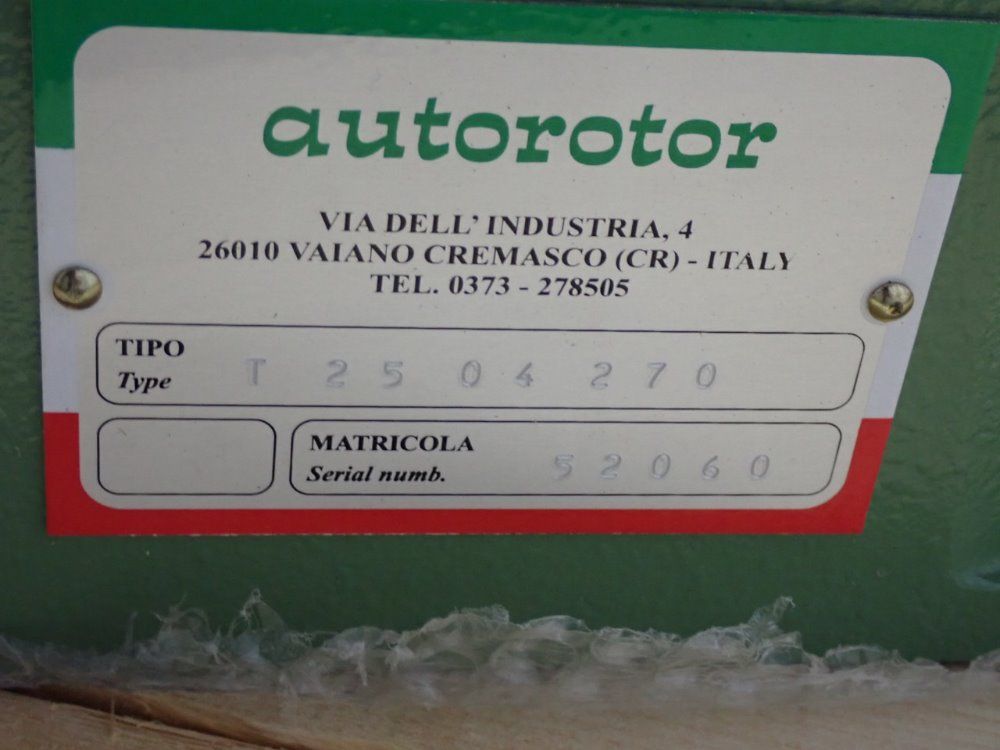 autorotor
VIA DELL' INDUSTRIA, 4
26010 VAIANO CREMASCO (CR) - ITALY
TEL. 0373 - 278505
TIPO
Type T 25 04 270
MATRICOLA
Serial numb. 52060